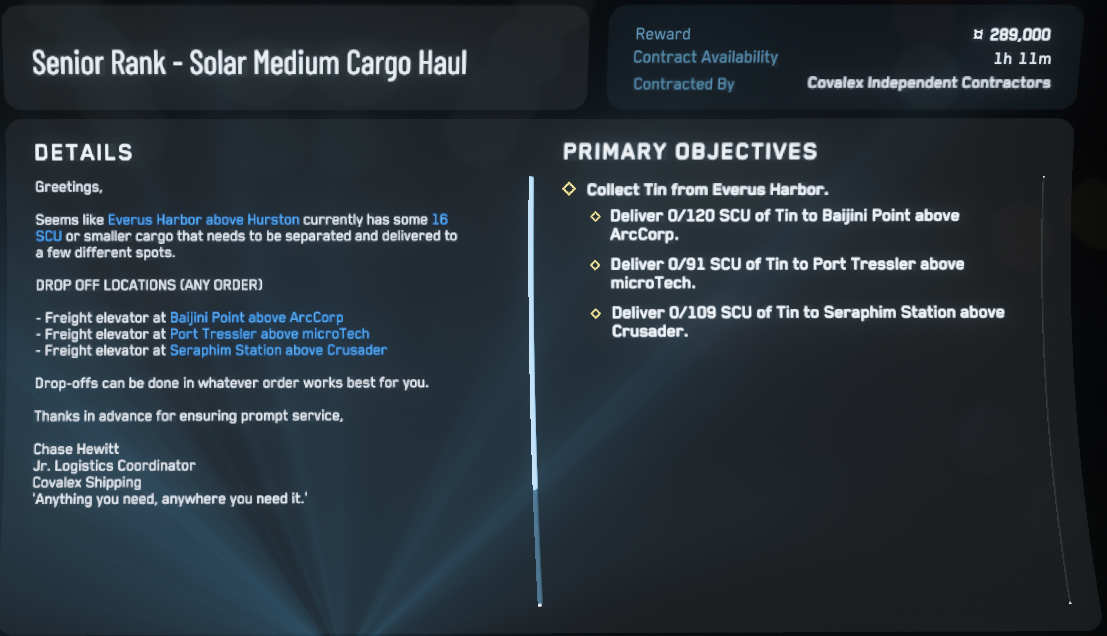 Senior Rank - Solar Medium Cargo Haul
Reward ¤ 289,000
Contract Availability 1h 11m
Contracted By Covalex Independent Contractors
DETAILS
Greetings,
Seems like Everus Harbor above Hurston currently has some 16
SCU or smaller cargo that needs to be separated and delivered to
a few different spots.
DROP OFF LOCATIONS (ANY ORDER)
- Freight elevator at Baijini Point above ArcCorp
- Freight elevator at Port Tressler above microTech
- Freight elevator at Seraphim Station above Crusader
Drop-offs can be done in whatever order works best for you.
Thanks in advance for ensuring prompt service,
Chase Hewitt
Jr. Logistics Coordinator
Covalex Shipping
'Anything you need, anywhere you need it.'
PRIMARY OBJECTIVES
Collect Tin from Everus Harbor.
Deliver 0/120 SCU of Tin to Baijini Point above
ArcCorp.
Deliver 0/91 SCU of Tin to Port Tressler above
microTech.
Deliver 0/109 SCU of Tin to Seraphim Station above
Crusader.